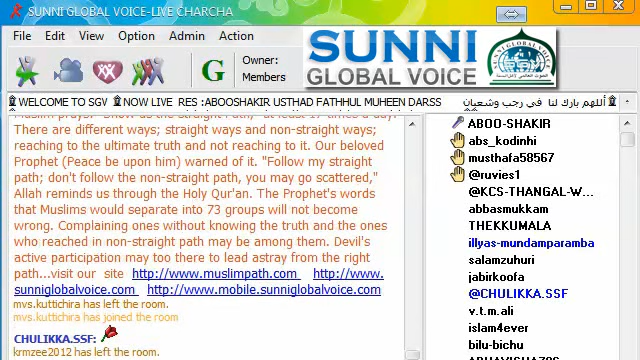 SUNNI GLOBAL VOICE-LIVE CHARCHA
File Edit View Option Admin Action
G Owner:
Members
SUNNI
GLOBAL VOICE
WELCOME TO SGV NOW LIVE RES :ABOOSHAKIR USTHAD FATHHUL MUHEEN DARSS أللهم بارك لنا في رجب وشعبان
There are different ways; straight ways and non-straight ways;
reaching to the ultimate truth and not reaching to it. Our beloved
Prophet (Peace be upon him) warned of it. "Follow my straight
path; don't follow the non-straight path, you may go scattered,"
Allah reminds us through the Holy Qur'an. The Prophet's words
that Muslims would separate into 73 groups will not become
wrong. Complaining ones without knowing the truth and the ones
who reached in non-straight path may be among them. Devil's
active participation may too there to lead astray from the right
path...visit our site http://www.muslimpath.com http://www.
sunniglobalvoice.com http://www.mobile.sunniglobalvoice.com
mvs.kuttichira has left the room.
mvs.kuttichira has joined the room
CHULIKKA.SSF:
krmzee2012 has left the room.
ABOO-SHAKIR
abs_kodinhi
musthafa58567
@ruvies1
@KCS-THANGAL-W...
abbasmukkam
THEKKUMALA
illyas-mundamparamba
salamzuhuri
jabirkoofa
@CHULIKKA.SSF
v.t.m.ali
islam4ever
bilu-bichu